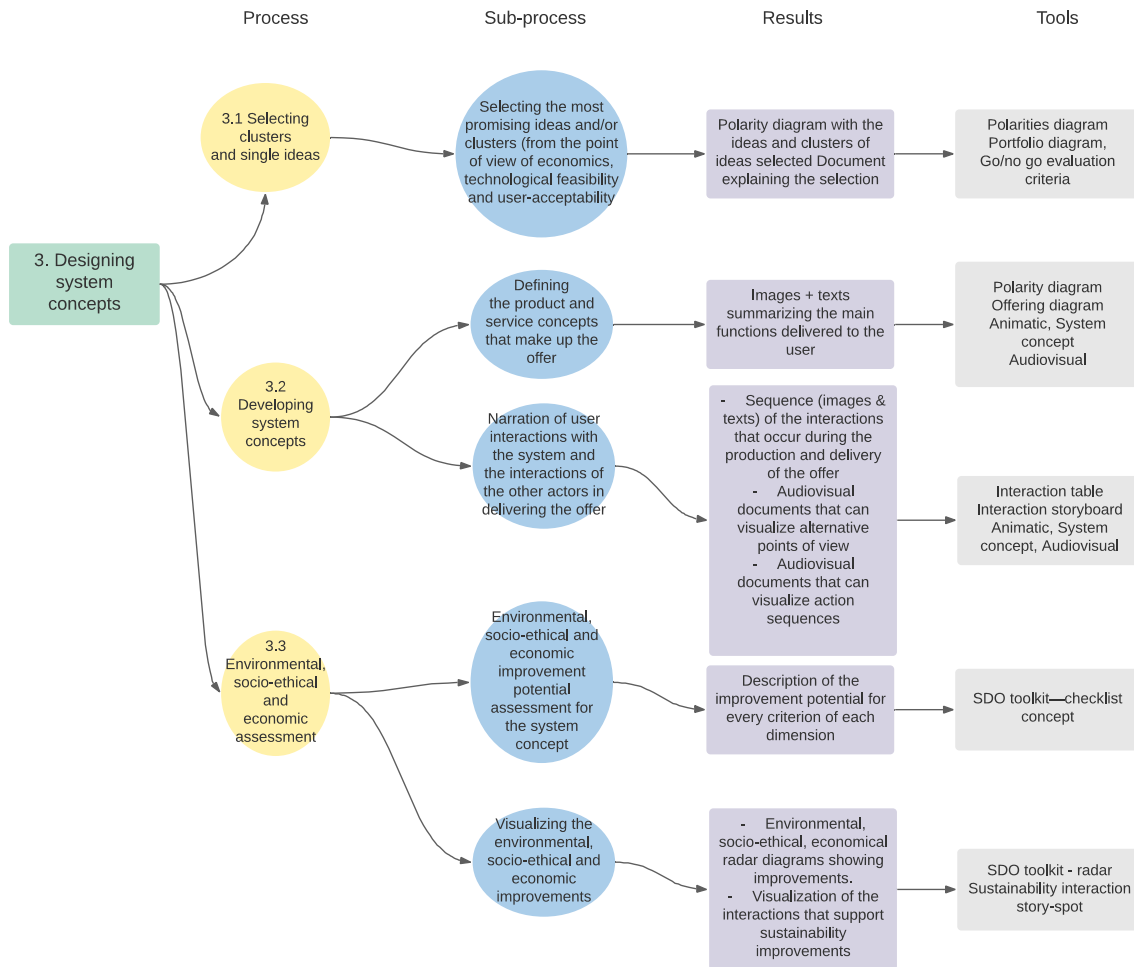 Process
Sub-process
Results
Tools
3. Designing
system
concepts
3.1 Selecting
clusters
and single ideas
Selecting the most
promising ideas and/or
clusters (from the point
of view of economics,
technological feasibility
and user-acceptability
Polarity diagram with the
ideas and clusters of
ideas selected Document
explaining the selection
Polarities diagram
Portfolio diagram,
Go/no go evaluation
criteria
3.2
Developing
system
concepts
Defining
the product and
service concepts
that make up the
offer
Images + texts
summarizing the main
functions delivered to the
user
Polarity diagram
Offering diagram
Animatic, System
concept
Audiovisual
Narration of user
interactions with
the system and
the interactions of
the other actors in
delivering the offer
- Sequence (images &
texts) of the interactions
that occur during the
production and delivery
of the offer
- Audiovisual
documents that can
visualize alternative
points of view
- Audiovisual
documents that can
visualize action
sequences
Interaction table
Interaction storyboard
Animatic, System
concept, Audiovisual
3.3
Environmental,
socio-ethical
and
economic
assessment
Environmental,
socio-ethical and
economic
improvement
potential
assessment for
the system
concept
Description of the
improvement potential for
every criterion of each
dimension
SDO toolkit—checklist
concept
Visualizing the
environmental,
socio-ethical and
economic
improvements
- Environmental,
socio-ethical, economical
radar diagrams showing
improvements.
- Visualization of the
interactions that support
sustainability
improvements
SDO toolkit - radar
Sustainability interaction
story-spot